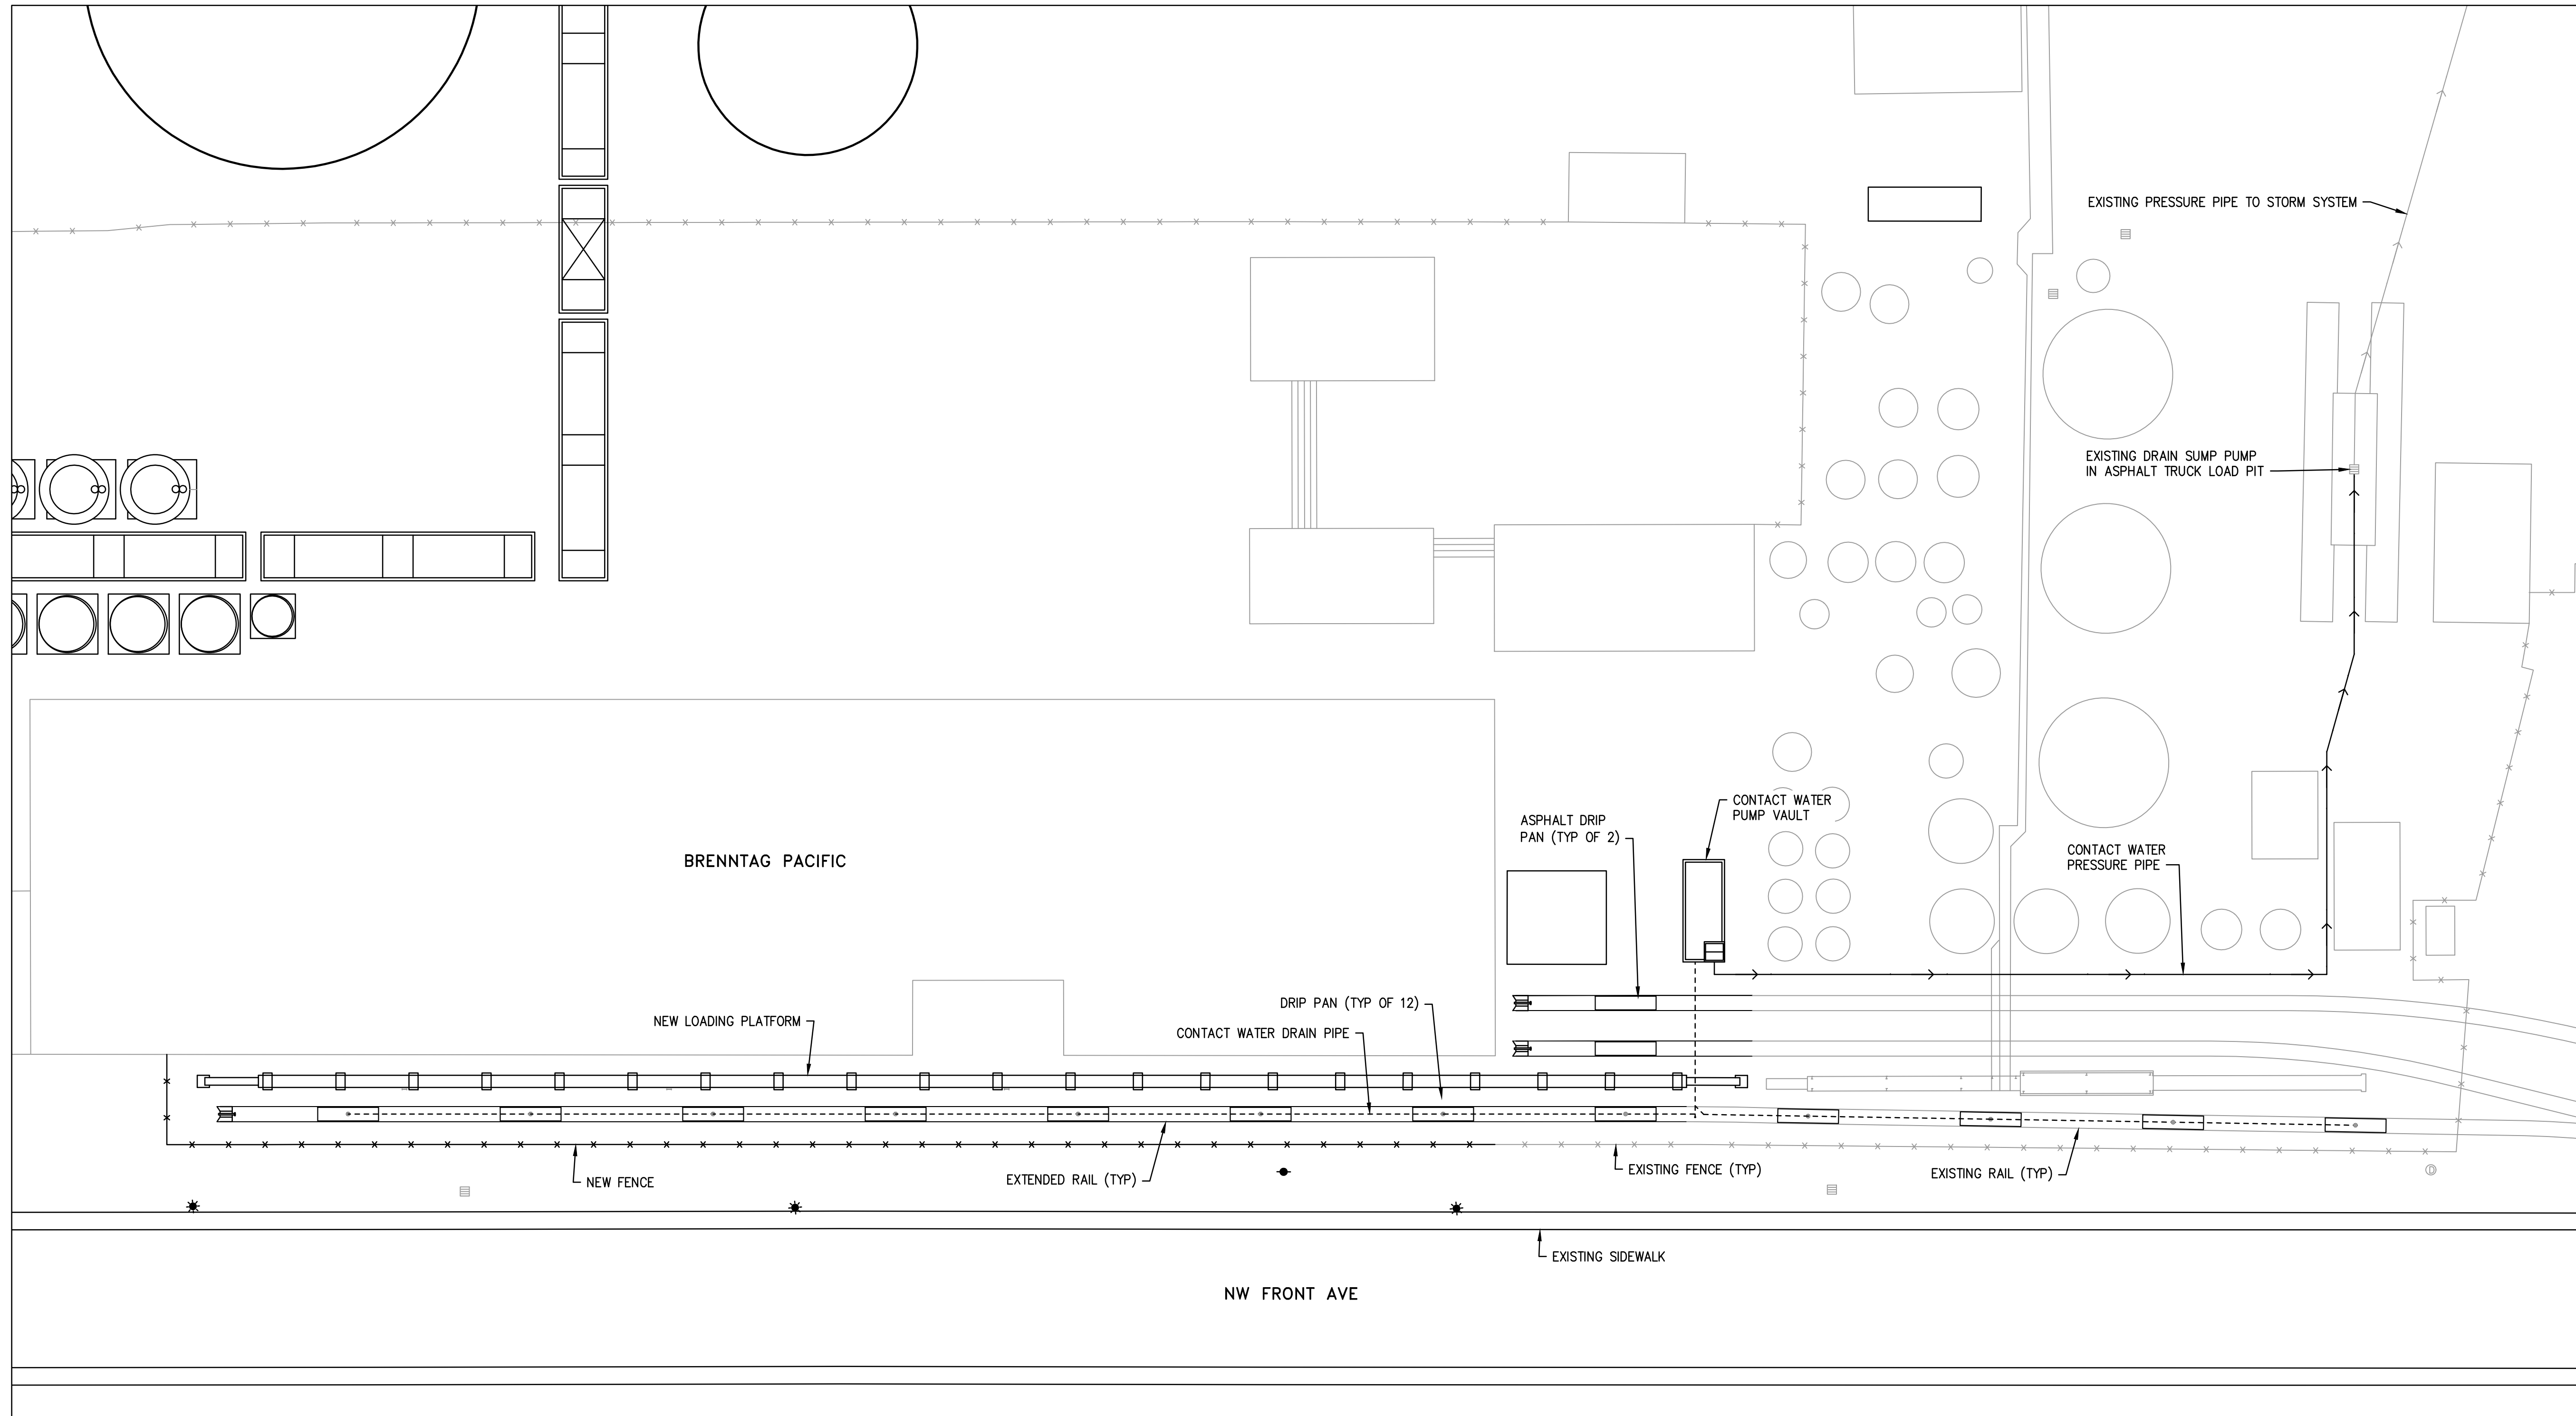 EXISTING PRESSURE PIPE TO STORM SYSTEM
EXISTING DRAIN SUMP PUMP
IN ASPHALT TRUCK LOAD PIT
CONTACT WATER
PUMP VAULT
ASPHALT DRIP
PAN (TYP OF 2)
CONTACT WATER
PRESSURE PIPE
BRENNTAG PACIFIC
DRIP PAN (TYP OF 12)
NEW LOADING PLATFORM
CONTACT WATER DRAIN PIPE
EXISTING FENCE (TYP)
EXISTING RAIL (TYP)
EXTENDED RAIL (TYP)
NEW FENCE
D
EXISTING SIDEWALK
NW FRONT AVE